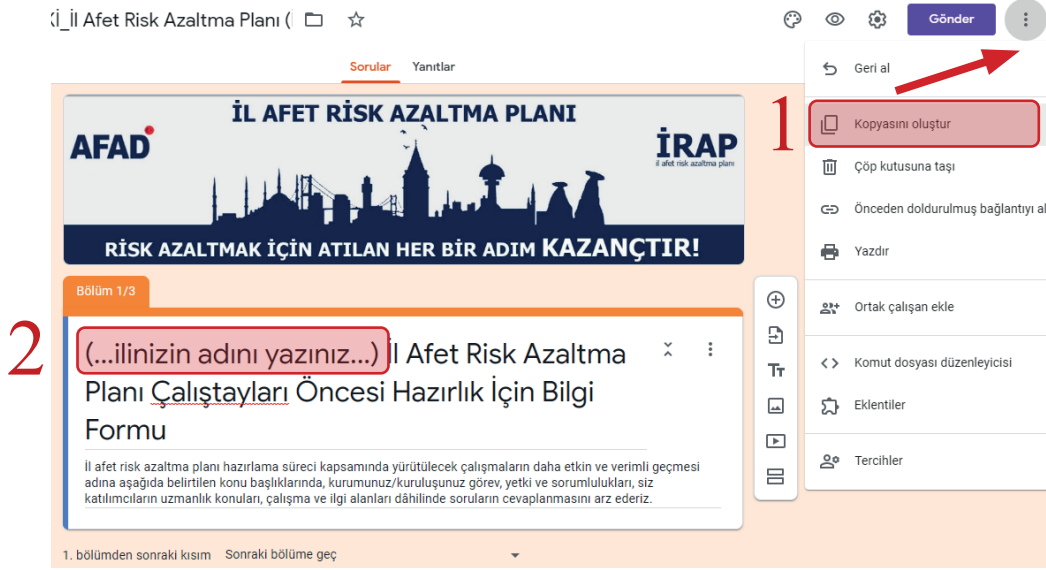 İ_İl Afet Risk Azaltma Planı (
Gönder
Sorular Yanıtlar
Geri al
1
Kopyasını oluştur
Çöp kutusuna taşı
Önceden doldurulmuş bağlantıyı al
Yazdır
Ortak çalışan ekle
Komut dosyası düzenleyicisi
Eklentiler
Tercihler
İL AFET RİSK AZALTMA PLANI
AFAD
İRAP
il afet risk azaltma planı
RİSK AZALTMAK İÇİN ATILAN HER BİR ADIM KAZANÇTIR!
Bölüm 1/3
2
(...ilinizin adını yazınız...) İl Afet Risk Azaltma
Planı Çalıştayları Öncesi Hazırlık İçin Bilgi
Formu
İl afet risk azaltma planı hazırlama süreci kapsamında yürütülecek çalışmaların daha etkin ve verimli geçmesi
adına aşağıda belirtilen konu başlıklarında, kurumunuz/kuruluşunuz görev, yetki ve sorumlulukları, siz
katılımcıların uzmanlık konuları, çalışma ve ilgi alanları dâhilinde soruların cevaplanmasını arz ederiz.
Tт
1. bölümden sonraki kısım Sonraki bölüme geç